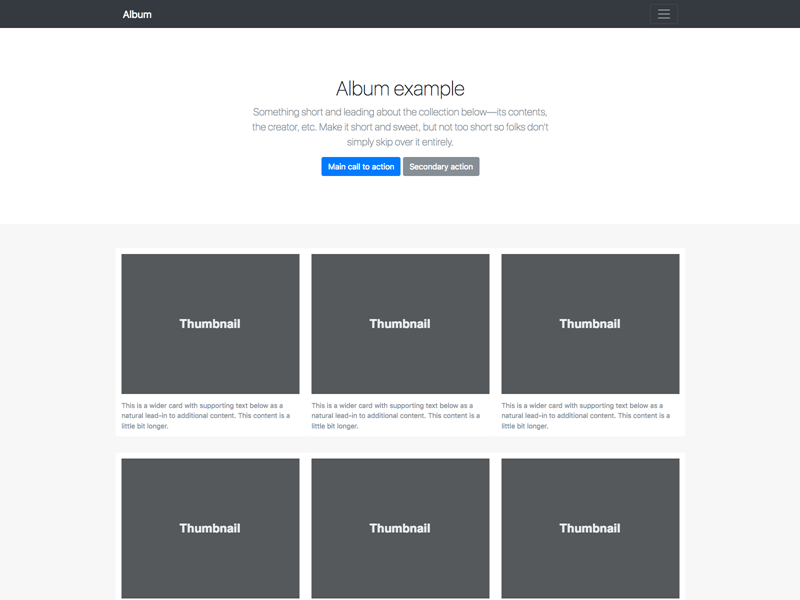 Album
Album example
Something short and leading about the collection below—its contents,
the creator, etc. Make it short and sweet, but not too short so folks don't
simply skip over it entirely.
Main call to action
Secondary action
Thumbnail
This is a wider card with supporting text below as a
natural lead-in to additional content. This content is a
little bit longer.
Thumbnail
This is a wider card with supporting text below as a
natural lead-in to additional content. This content is a
little bit longer.
Thumbnail
This is a wider card with supporting text below as a
natural lead-in to additional content. This content is a
little bit longer.
Thumbnail
Thumbnail
Thumbnail